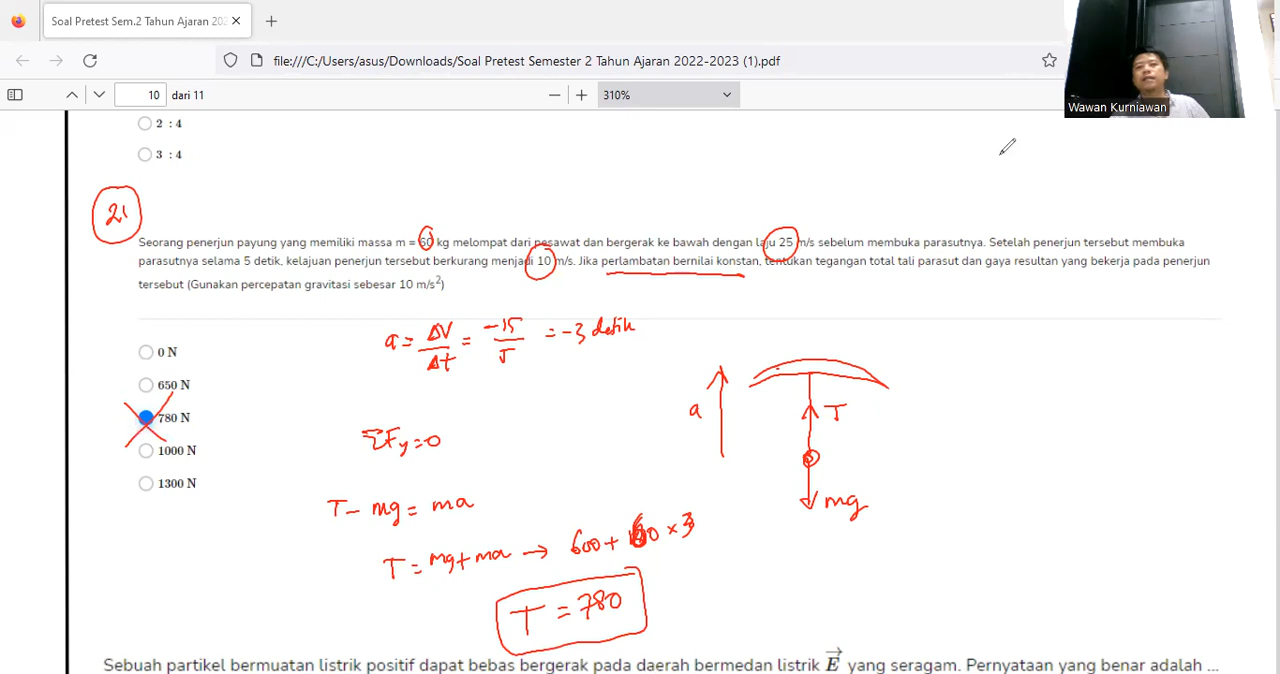 Soal Pretest Sem.2 Tahun Ajaran 202
file:///C:/Users/asus/Downloads/Soal Pretest Semester 2 Tahun Ajaran 2022-2023 (1).pdf
10 dari 11
310%
Wawan Kurniawan
2 : 4
3 : 4
21
Seorang penerjun payung yang memiliki massa m = 60 kg melompat dari pesawat dan bergerak ke bawah dengan laju 25 m/s sebelum membuka parasutnya. Setelah penerjun tersebut membuka
parasutnya selama 5 detik, kelajuan penerjun tersebut berkurang menjadi 10 m/s. Jika perlambatan bernilai konstan, tentukan tegangan total tali parasut dan gaya resultan yang bekerja pada penerjun
tersebut (Gunakan percepatan gravitasi sebesar 10 m/s²)
a = ΔV/Δt = -15/5 = -3 detik
0 N
650 N
780 N
1000 N
1300 N
a
T
mg
ΣFy = 0
T - mg = ma
T = mg + ma → 600 + 60 × 3
T = 780
Sebuah partikel bermuatan listrik positif dapat bebas bergerak pada daerah bermedan listrik E⃗ yang seragam. Pernyataan yang benar adalah ...